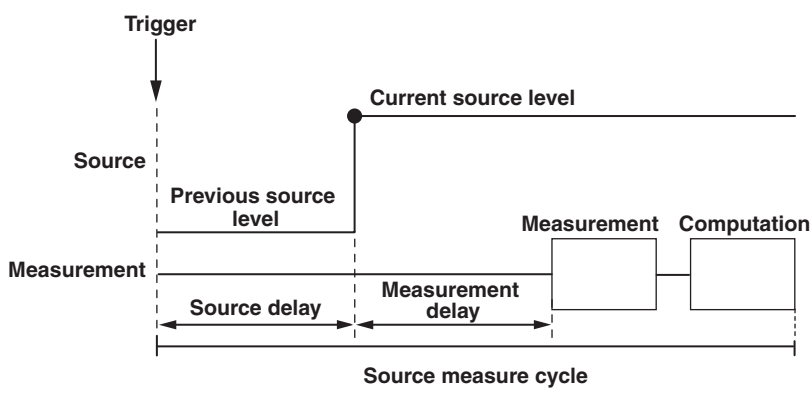 Trigger
Current source level
Source
Previous source
level
Measurement Computation
Measurement
Measurement
delay
Source delay
Source measure cycle